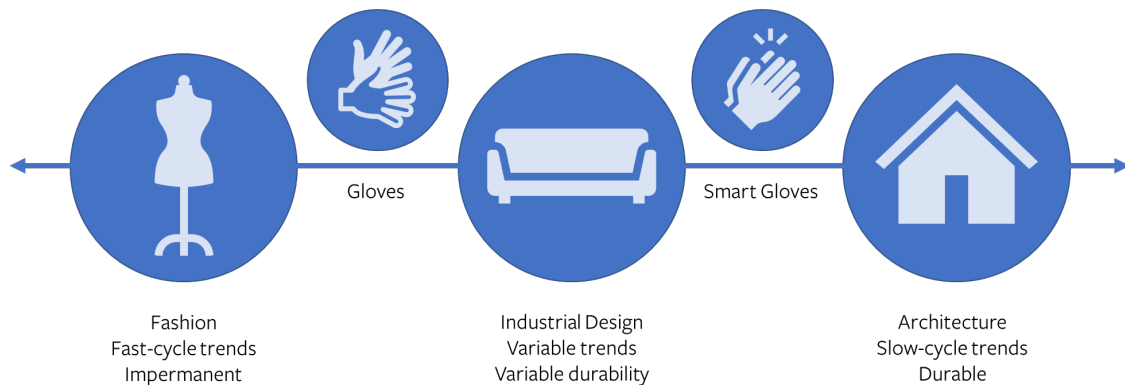 Gloves
Smart Gloves
Fashion
Fast-cycle trends
Impermanent
Industrial Design
Variable trends
Variable durability
Architecture
Slow-cycle trends
Durable